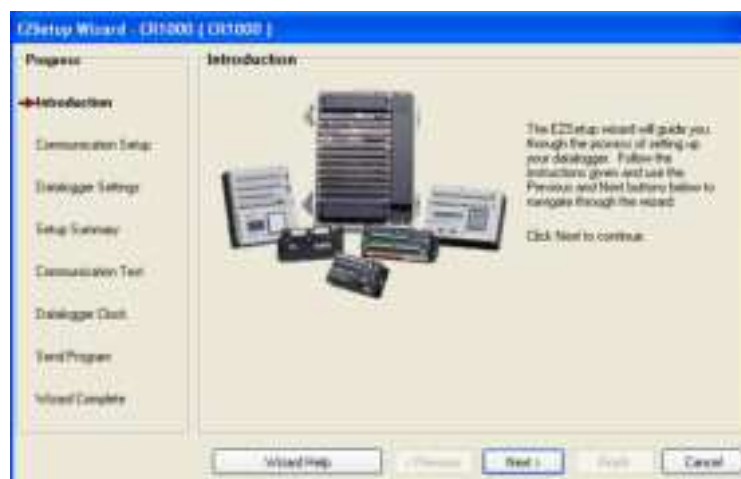 EZSetup Wizard - CR1000 [ CR1000 ]
Progress
Introduction
Introduction
Communication Setup
Datalogger Settings
Setup Summary
Communication Test
Datalogger Clock
Send Program
Wizard Complete
The EZSetup wizard will guide you
through the process of setting up
your datalogger. Follow the
instructions given and use the
Previous and Next buttons below to
navigate through the wizard.
Click Next to continue.
Wizard Help
< Previous
Next >
Finish
Cancel